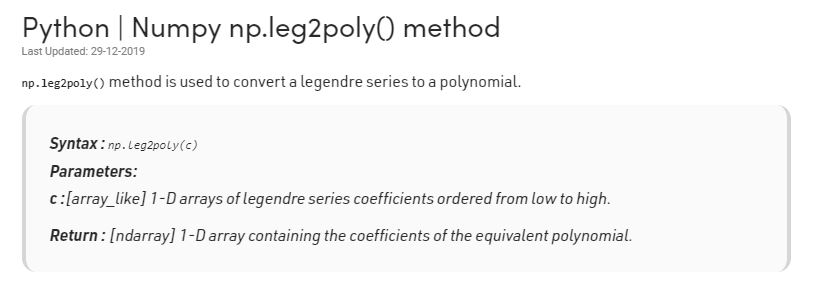 Python | Numpy np.leg2poly() method
Last Updated: 29-12-2019
np.leg2poly() method is used to convert a legendre series to a polynomial.
Syntax : np.leg2poly(c)
Parameters:
c :[array_like] 1-D arrays of legendre series coefficients ordered from low to high.
Return : [ndarray] 1-D array containing the coefficients of the equivalent polynomial.